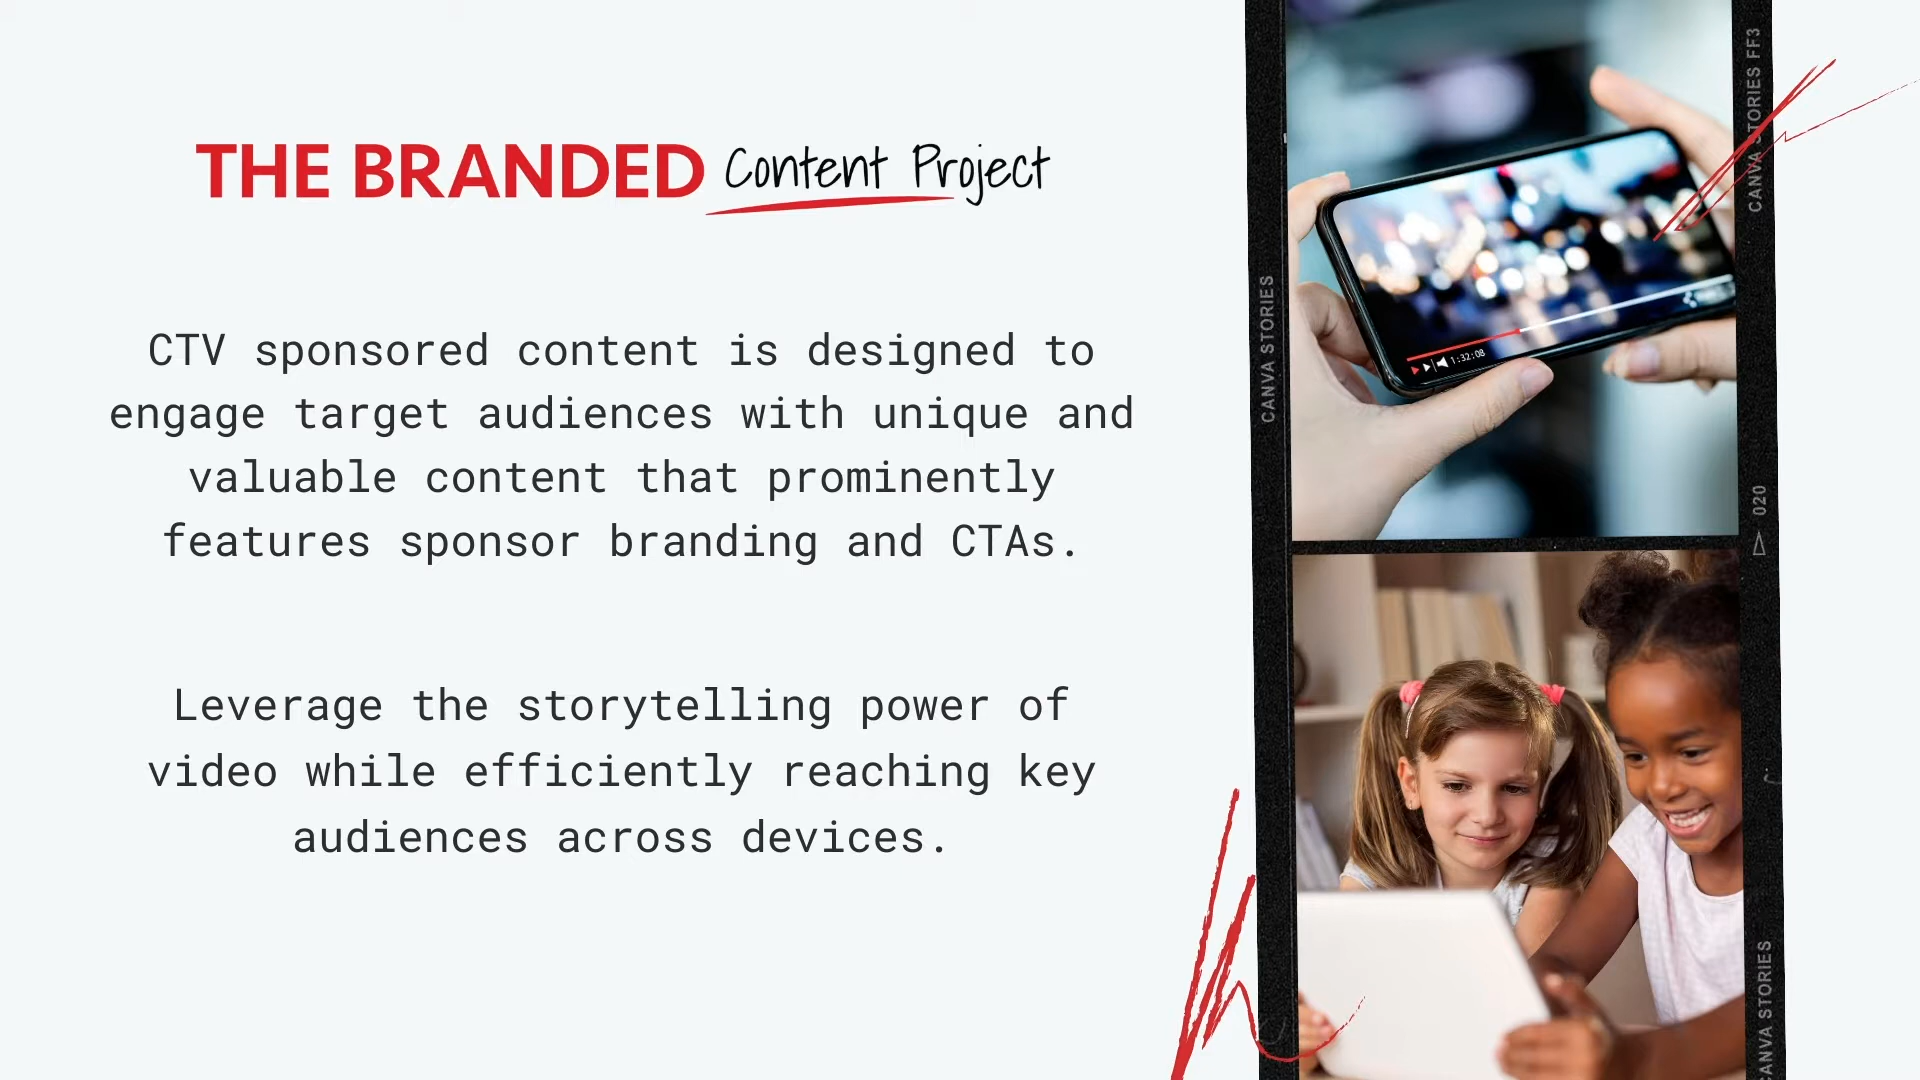 THE BRANDED Content Project
CTV sponsored content is designed to
engage target audiences with unique and
valuable content that prominently
features sponsor branding and CTAs.
Leverage the storytelling power of
video while efficiently reaching key
audiences across devices.
CANVA STORIES
CANVA STORIES FF3
1:32:08
020
CANVA STORIES